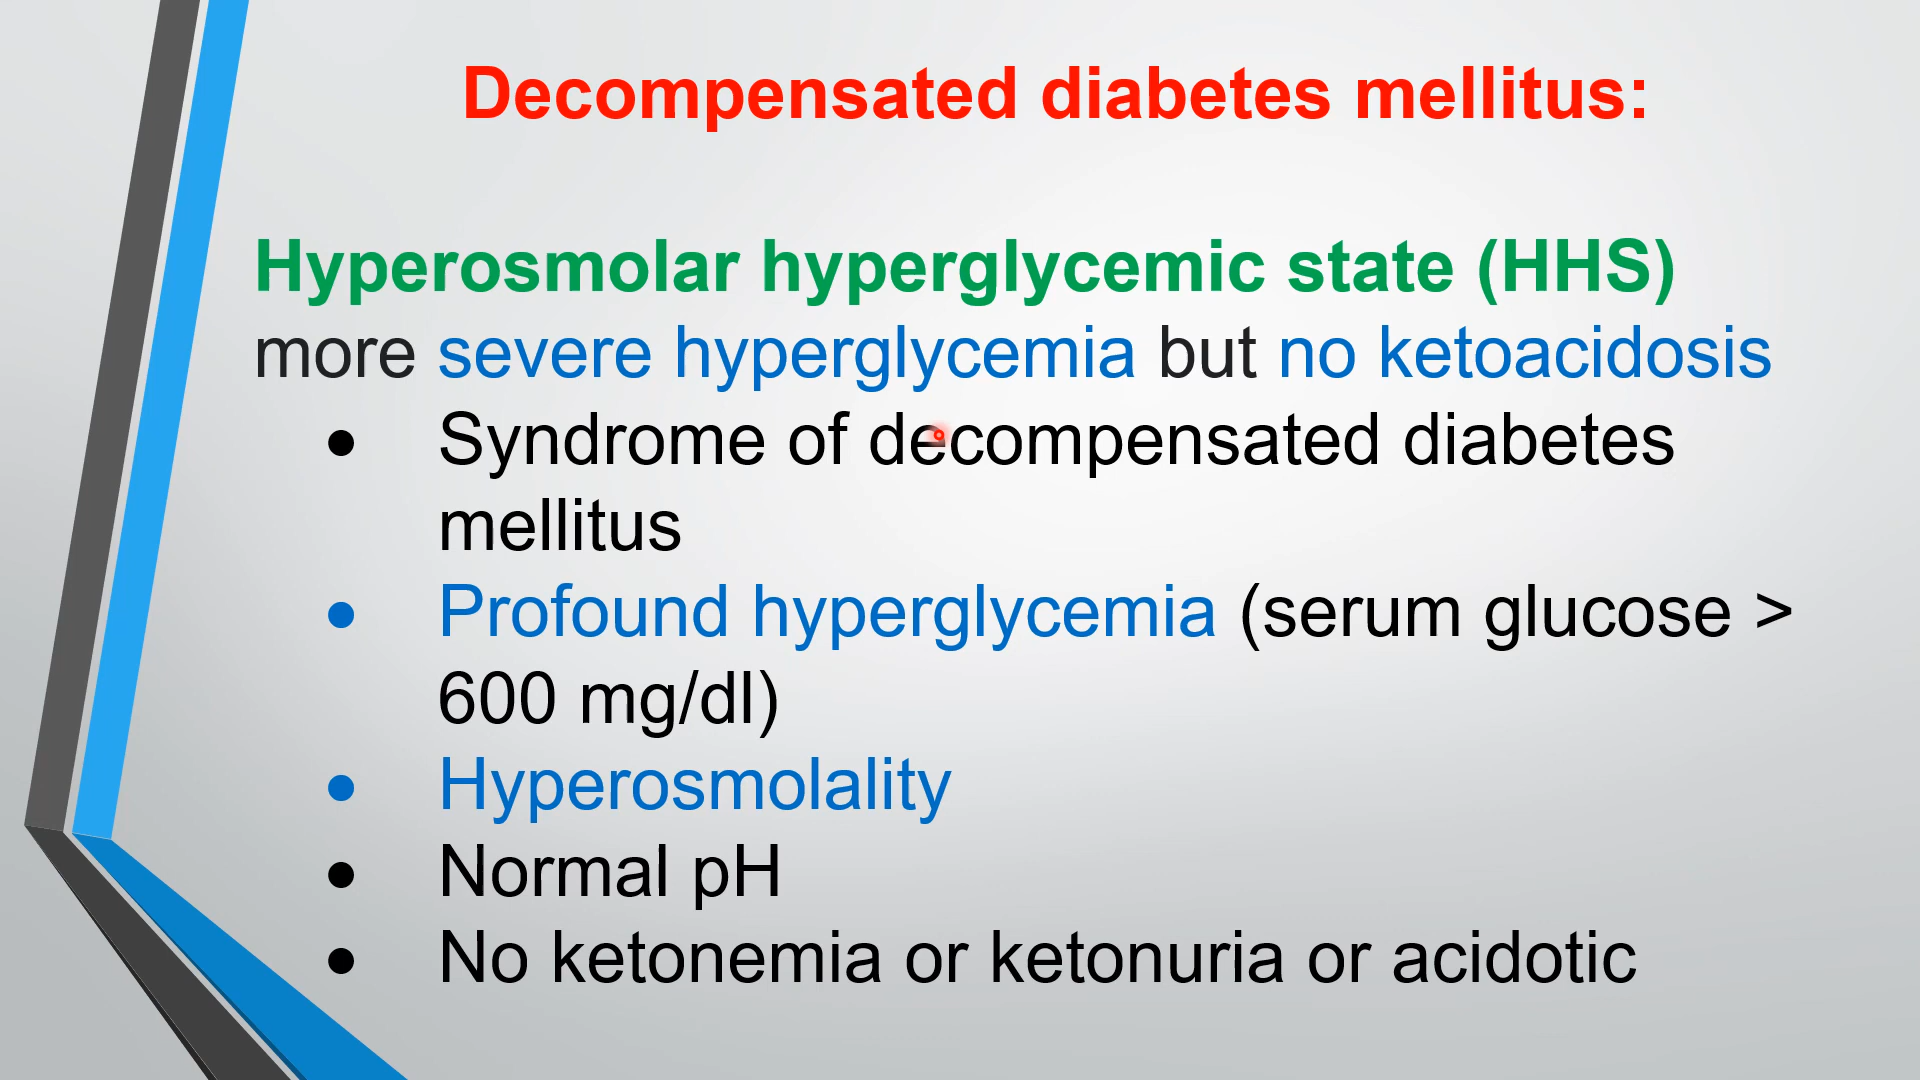 Decompensated diabetes mellitus:
Hyperosmolar hyperglycemic state (HHS)
more severe hyperglycemia but no ketoacidosis
● Syndrome of decompensated diabetes
mellitus
● Profound hyperglycemia (serum glucose >
600 mg/dl)
● Hyperosmolality
● Normal pH
● No ketonemia or ketonuria or acidotic